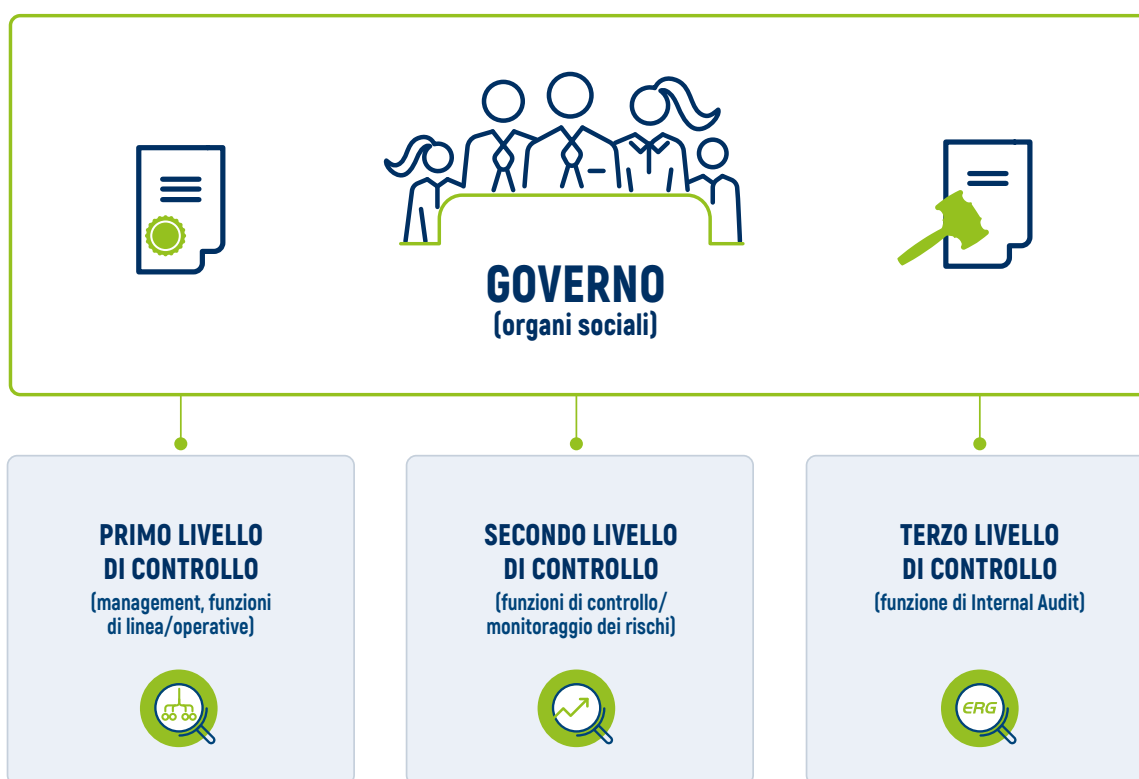 GOVERNO
(organi sociali)
PRIMO LIVELLO
DI CONTROLLO
(management, funzioni
di linea/operative)
SECONDO LIVELLO
DI CONTROLLO
(funzioni di controllo/
monitoraggio dei rischi)
TERZO LIVELLO
DI CONTROLLO
(funzione di Internal Audit)
ERG